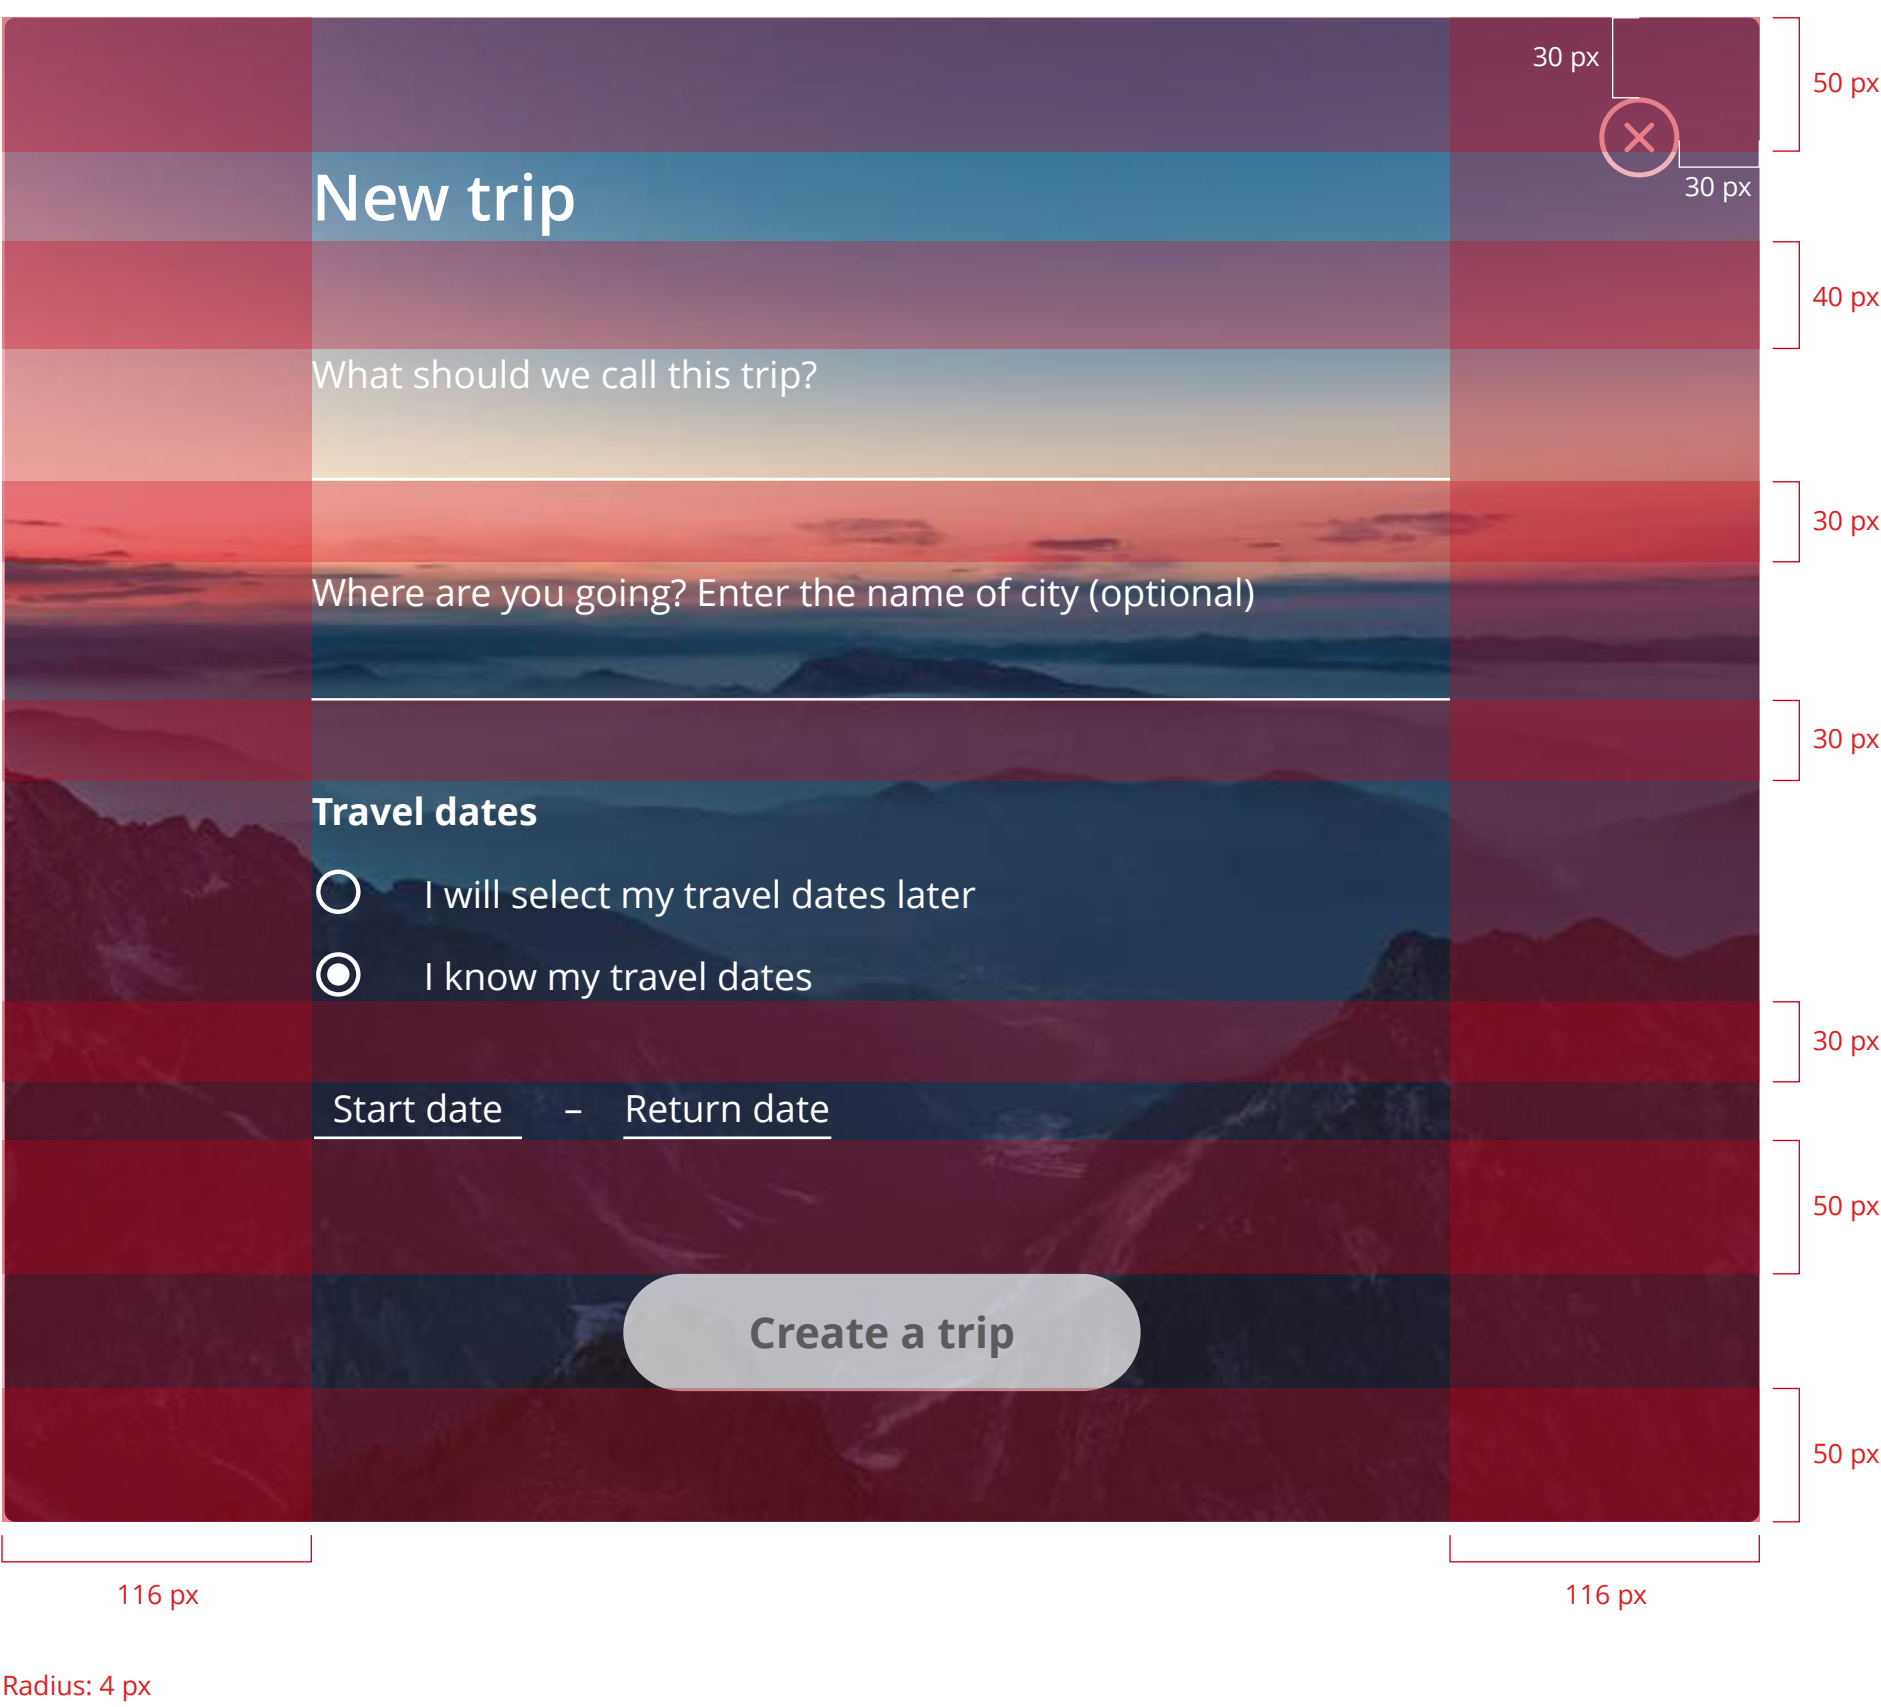 30 px
50 px
30 px
New trip
40 px
What should we call this trip?
30 px
Where are you going? Enter the name of city (optional)
30 px
Travel dates
I will select my travel dates later
I know my travel dates
30 px
Start date – Return date
50 px
Create a trip
50 px
116 px
116 px
Radius: 4 px